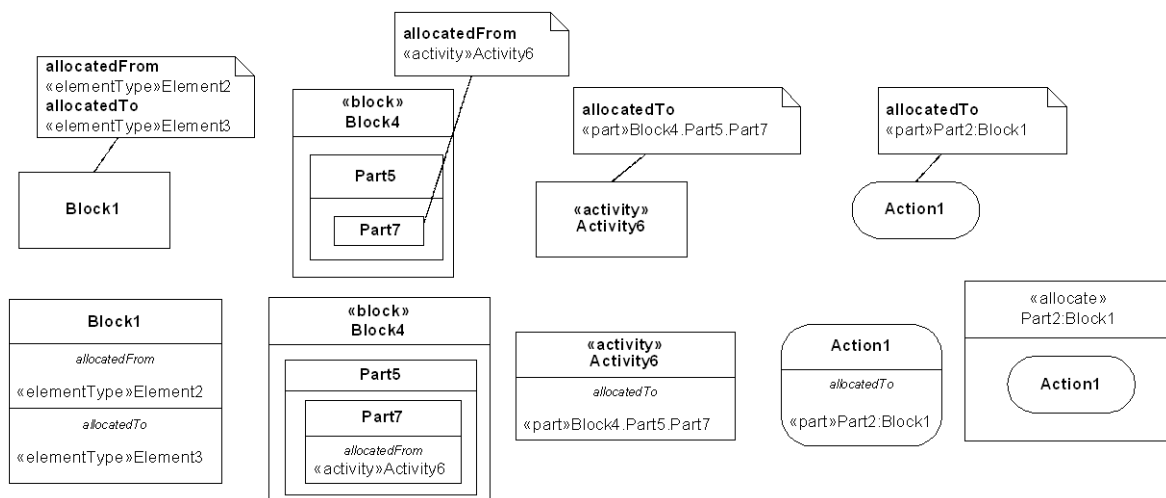 allocatedFrom
«elementType»Element2
allocatedTo
«elementType»Element3
Block1
allocatedFrom
«activity»Activity6
«block»
Block4
Part5
Part7
allocatedTo
«part»Block4.Part5.Part7
«activity»
Activity6
allocatedTo
«part»Part2:Block1
Action1
Block1
allocatedFrom
«elementType»Element2
allocatedTo
«elementType»Element3
«block»
Block4
Part5
Part7
allocatedFrom
«activity»Activity6
«activity»
Activity6
allocatedTo
«part»Block4.Part5.Part7
Action1
allocatedTo
«part»Part2:Block1
«allocate»
Part2:Block1
Action1